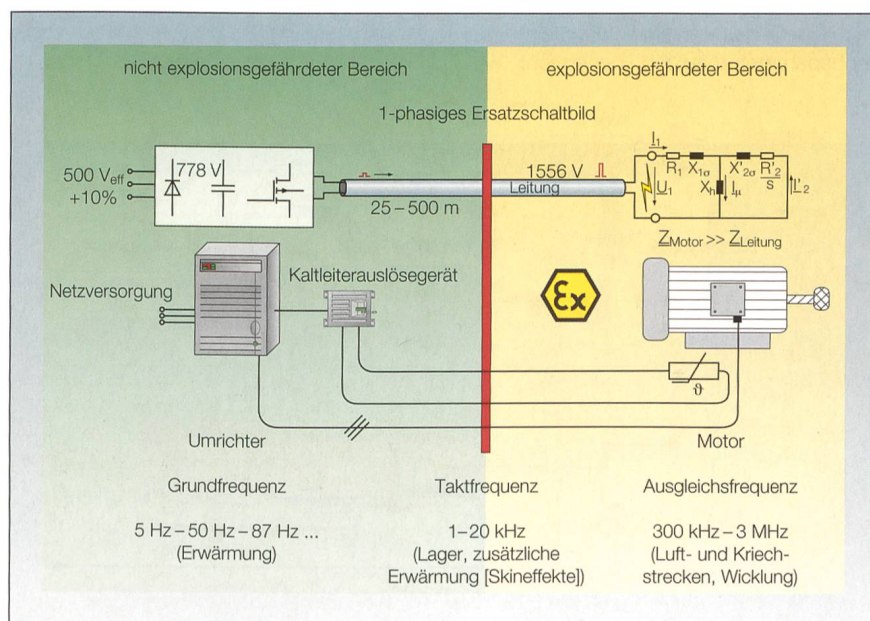 nicht explosionsgefährdeter Bereich
explosionsgefährdeter Bereich
1-phasiges Ersatzschaltbild
500 Veff
+10%
778 V
25–500 m
1556 V
Leitung
I1
R1
X1σ
X'2σ
R'2
s
U1
Xh
Iμ
I'2
ZMotor >> ZLeitung
Netzversorgung
Kaltleiterauslösegerät
Ex
ϑ
Umrichter
Motor
Grundfrequenz
Taktfrequenz
Ausgleichsfrequenz
5 Hz–50 Hz–87 Hz ...
(Erwärmung)
1–20 kHz
(Lager, zusätzliche
Erwärmung [Skineffekte])
300 kHz–3 MHz
(Luft- und Kriech-
strecken, Wicklung)